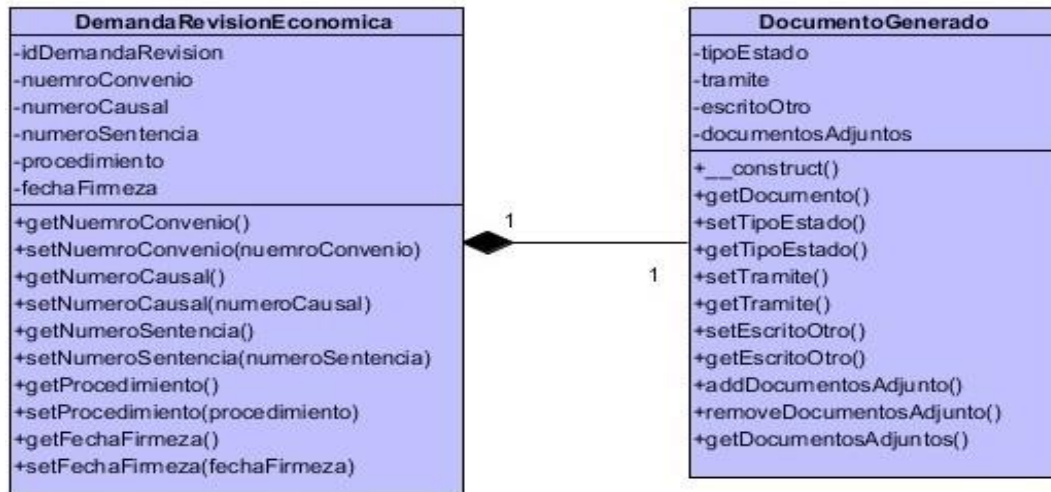 DemandaRevisionEconomica
-idDemandaRevision
-nuemroConvenio
-numeroCausal
-numeroSentencia
-procedimiento
-fechaFirmeza
+getNuemroConvenio()
+setNuemroConvenio(nuemroConvenio)
+getNumeroCausal()
+setNumeroCausal(numeroCausal)
+getNumeroSentencia()
+setNumeroSentencia(numeroSentencia)
+getProcedimiento()
+setProcedimiento(procedimiento)
+getFechaFirmeza()
+setFechaFirmeza(fechaFirmeza)
1
1
DocumentoGenerado
-tipoEstado
-tramite
-escritoOtro
-documentosAdjuntos
+__construct()
+getDocumento()
+setTipoEstado()
+getTipoEstado()
+setTramite()
+getTramite()
+setEscritoOtro()
+getEscritoOtro()
+addDocumentosAdjunto()
+removeDocumentosAdjunto()
+getDocumentosAdjuntos()